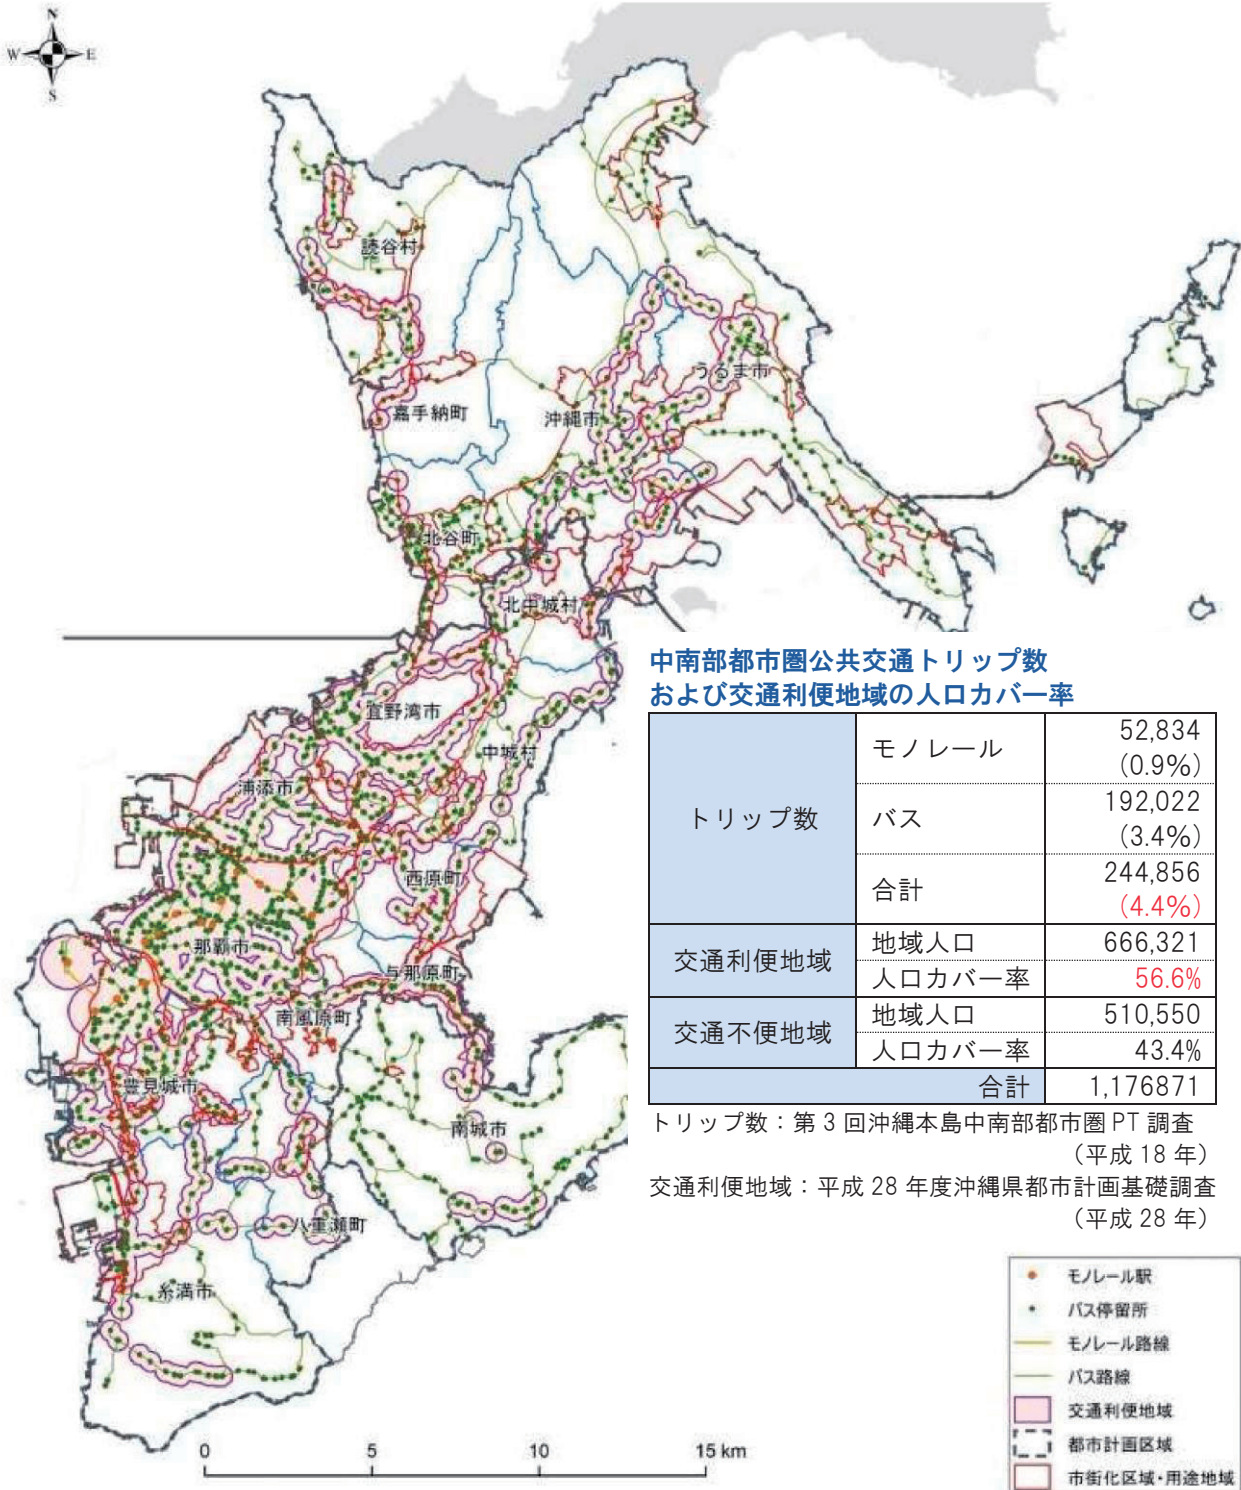 N
W
E
S
読谷村
うるま市
嘉手納町
沖縄市
北谷町
北中城村
宜野湾市
中城村
浦添市
西原町
那覇市
与那原町
南風原町
豊見城市
南城市
八重瀬町
糸満市
中南部都市圏公共交通トリップ数
および交通利便地域の人口カバー率
トリップ数
モノレール
52,834
(0.9%)
バス
192,022
(3.4%)
合計
244,856
(4.4%)
交通利便地域
地域人口
666,321
人口カバー率
56.6%
交通不便地域
地域人口
510,550
人口カバー率
43.4%
合計
1,176871
トリップ数：第 3 回沖縄本島中南部都市圏 PT 調査
（平成 18 年）
交通利便地域：平成 28 年度沖縄県都市計画基礎調査
（平成 28 年）
モノレール駅
バス停留所
モノレール路線
バス路線
交通利便地域
都市計画区域
市街化区域・用途地域
0
5
10
15 km